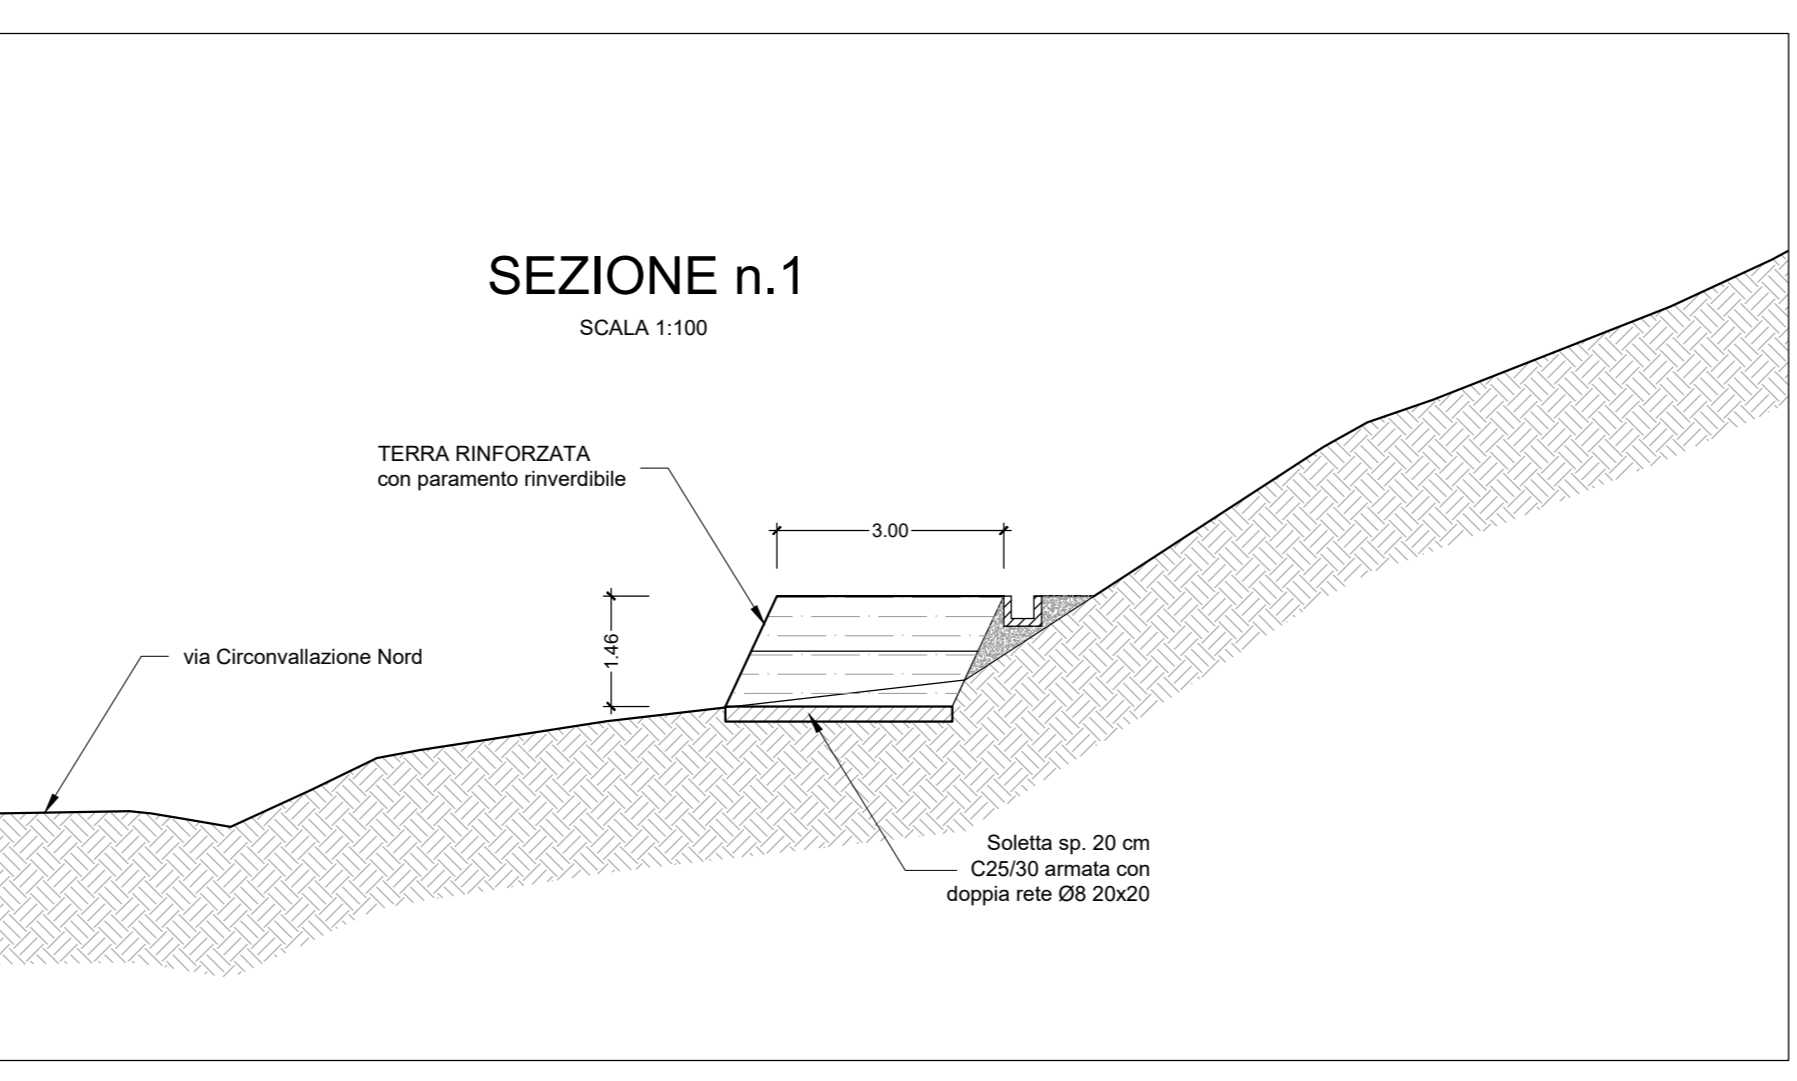 SEZIONE n.1
SCALA 1:100
TERRA RINFORZATA
con paramento rinverdibile
3.00
1.46
via Circonvallazione Nord
Soletta sp. 20 cm
C25/30 armata con
doppia rete Ø8 20x20